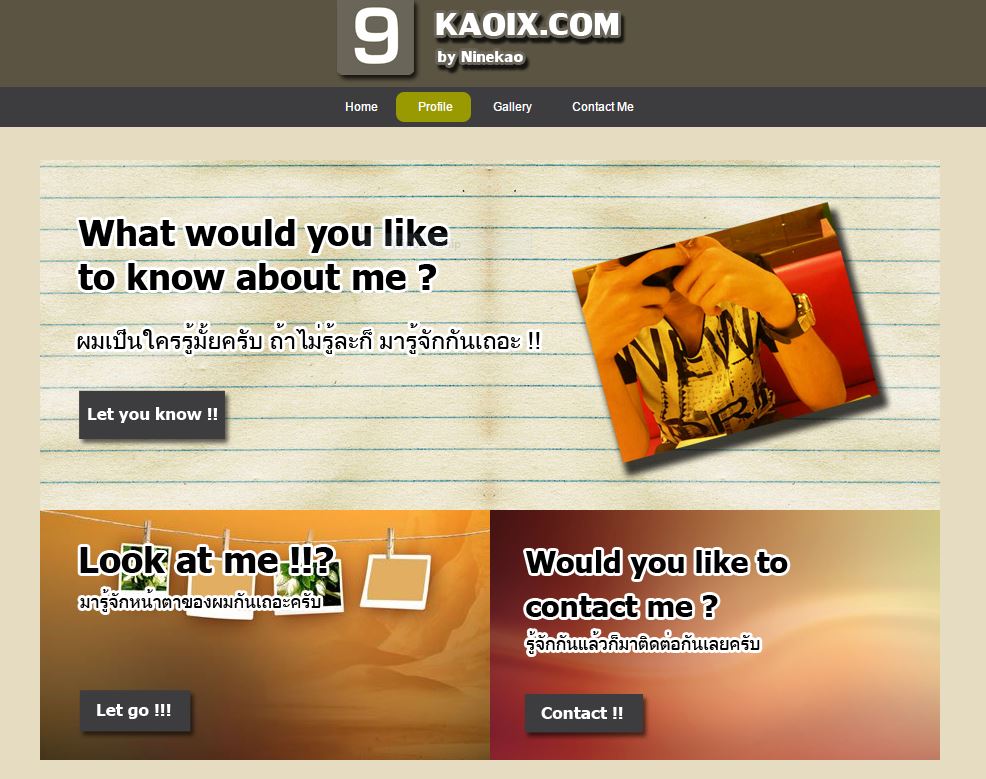 9
KAOIX.COM
by Ninekao
Home
Profile
Gallery
Contact Me
What would you like
to know about me ?
ผมเป็นใครรู้มั้ยครับ ถ้าไม่รู้ละก็ มารู้จักกันเถอะ !!
Let you know !!
Look at me !!?
มารู้จักหน้าตาของผมกันเถอะครับ
Let go !!!
Would you like to
contact me ?
รู้จักกันแล้วก็มาติดต่อกันเลยครับ
Contact !!